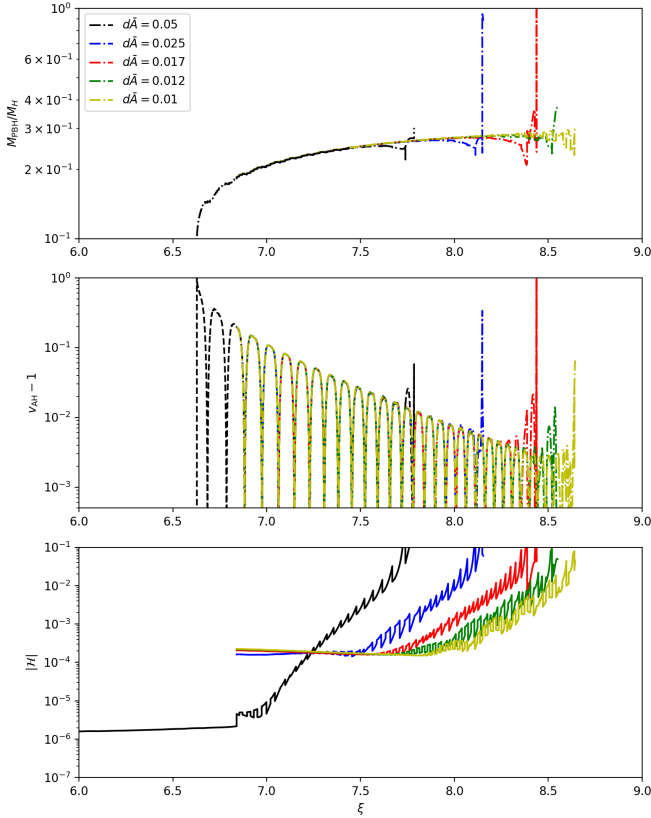 10⁰
6 × 10⁻¹
4 × 10⁻¹
3 × 10⁻¹
2 × 10⁻¹
10⁻¹
M_PBH/M_H
dÃ = 0.05
dÃ = 0.025
dÃ = 0.017
dÃ = 0.012
dÃ = 0.01
6.0 6.5 7.0 7.5 8.0 8.5 9.0
10⁰
10⁻¹
10⁻²
10⁻³
v_AH − 1
6.0 6.5 7.0 7.5 8.0 8.5 9.0
10⁻¹
10⁻²
10⁻³
10⁻⁴
10⁻⁵
10⁻⁶
10⁻⁷
|ℋ|
6.0 6.5 7.0 7.5 8.0 8.5 9.0
ξ